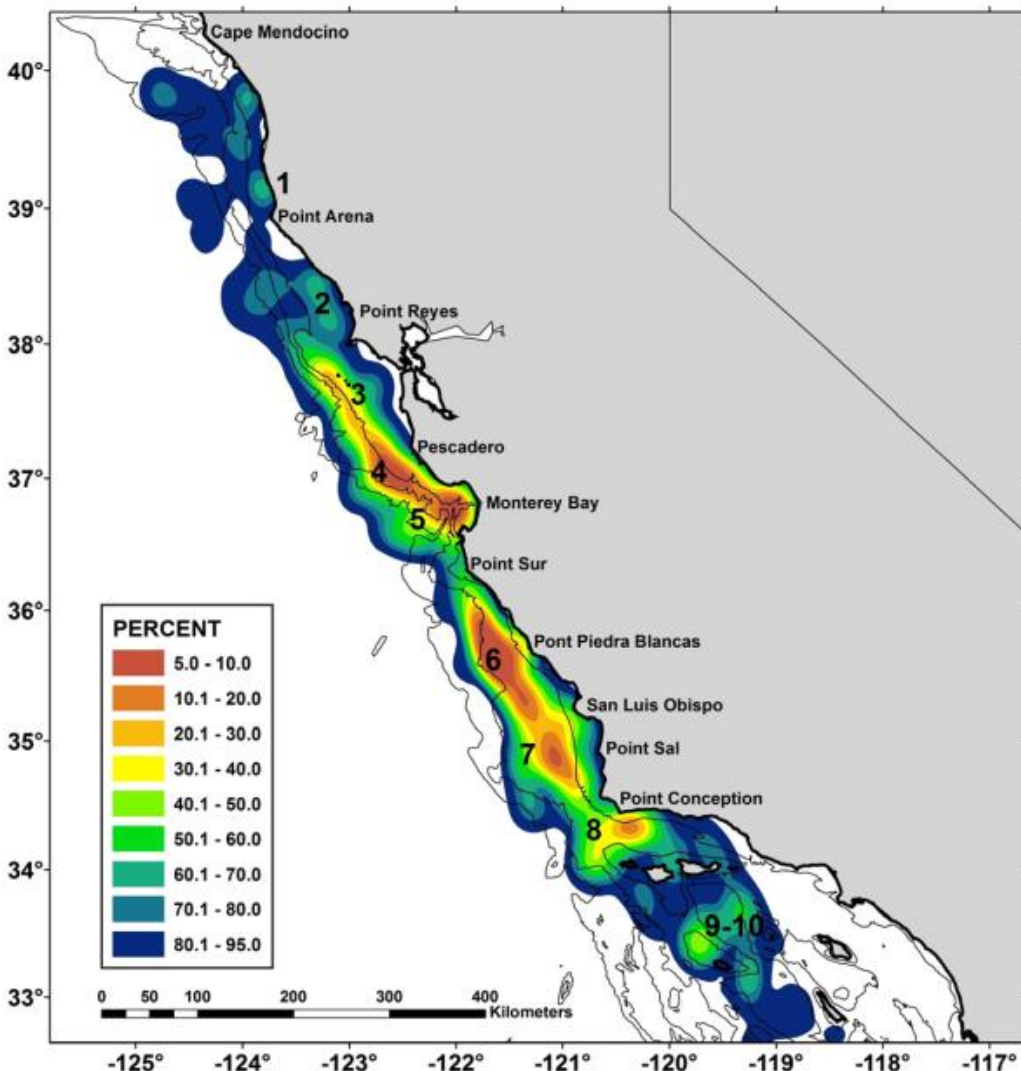 Cape Mendocino
40°
1
39°
Point Arena
2
Point Reyes
38°
3
Pescadero
37°
4
Monterey Bay
5
Point Sur
36°
PERCENT
5.0 - 10.0
10.1 - 20.0
20.1 - 30.0
30.1 - 40.0
40.1 - 50.0
50.1 - 60.0
60.1 - 70.0
70.1 - 80.0
80.1 - 95.0
Pont Piedra Blancas
6
San Luis Obispo
35°
7
Point Sal
Point Conception
8
34°
9-10
33°
0 50 100 200 300 400
Kilometers
-125° -124° -123° -122° -121° -120° -119° -118° -117°